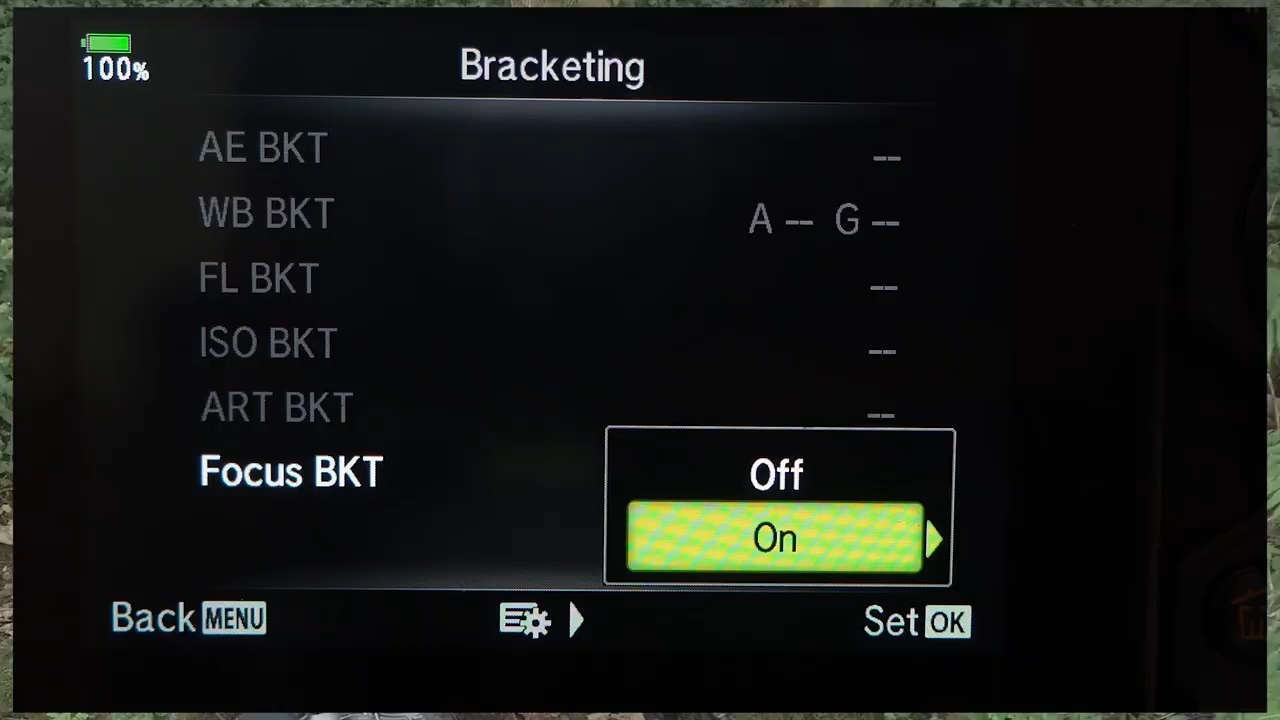 100%
Bracketing
AE BKT --
WB BKT A -- G --
FL BKT --
ISO BKT --
ART BKT --
Focus BKT Off
On
Back MENU Set OK